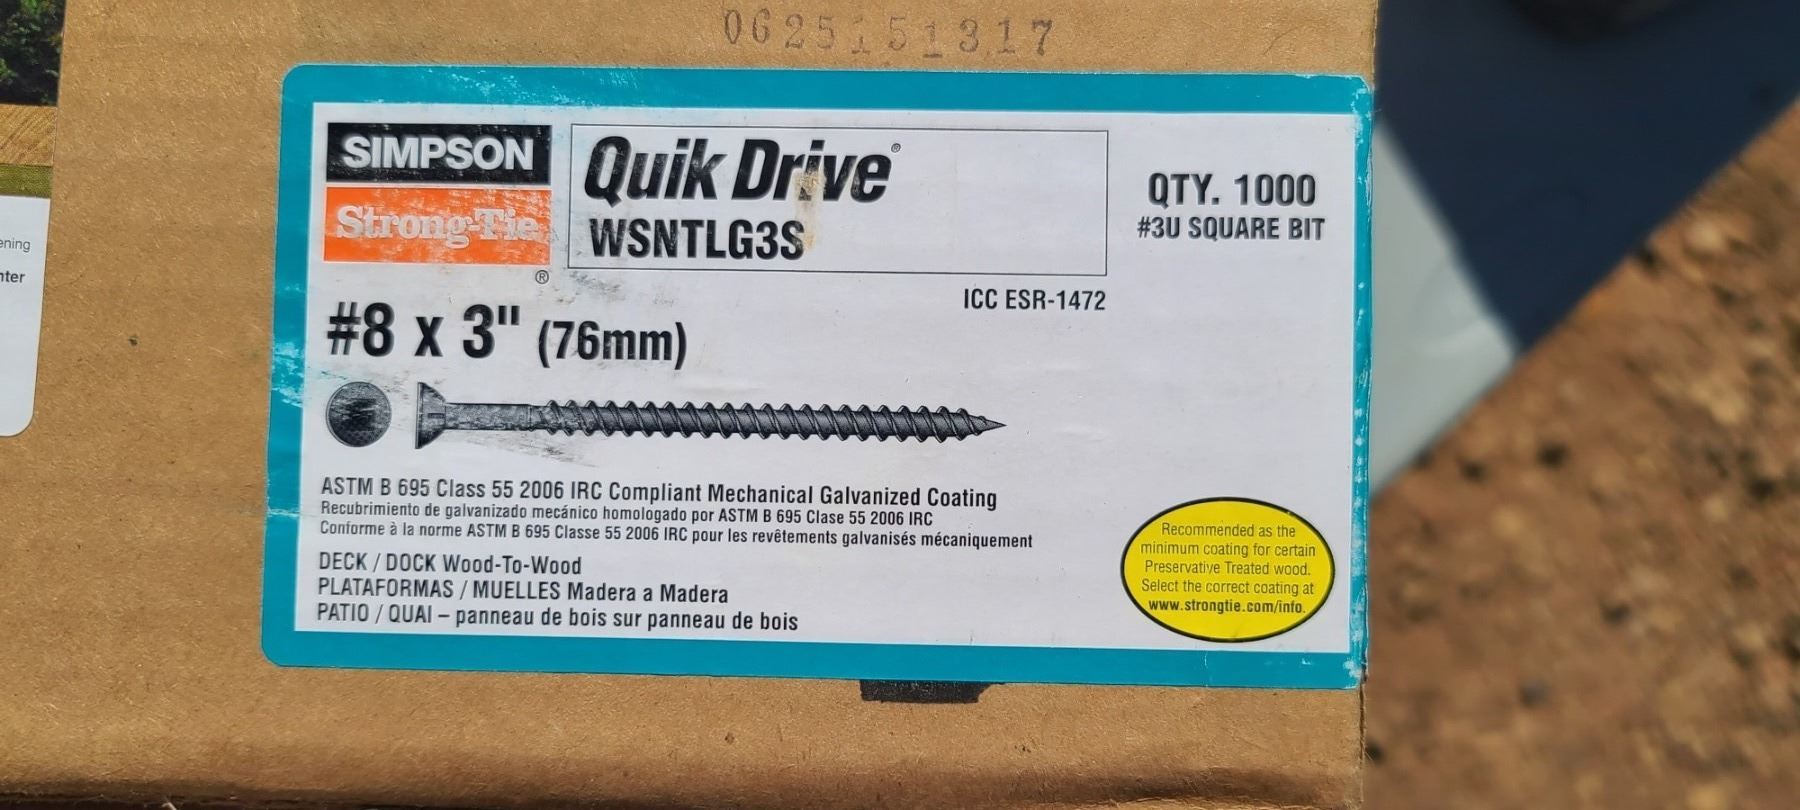 0625151317
SIMPSON
Strong-Tie
®
Quik Drive®
WSNTLG3S
QTY. 1000
#3U SQUARE BIT
ICC ESR-1472
#8 x 3" (76mm)
ASTM B 695 Class 55 2006 IRC Compliant Mechanical Galvanized Coating
Recubrimiento de galvanizado mecánico homologado por ASTM B 695 Clase 55 2006 IRC
Conforme à la norme ASTM B 695 Classe 55 2006 IRC pour les revêtements galvanisés mécaniquement
DECK / DOCK Wood-To-Wood
PLATAFORMAS / MUELLES Madera a Madera
PATIO / QUAI – panneau de bois sur panneau de bois
Recommended as the
minimum coating for certain
Preservative Treated wood.
Select the correct coating at
www.strongtie.com/info.